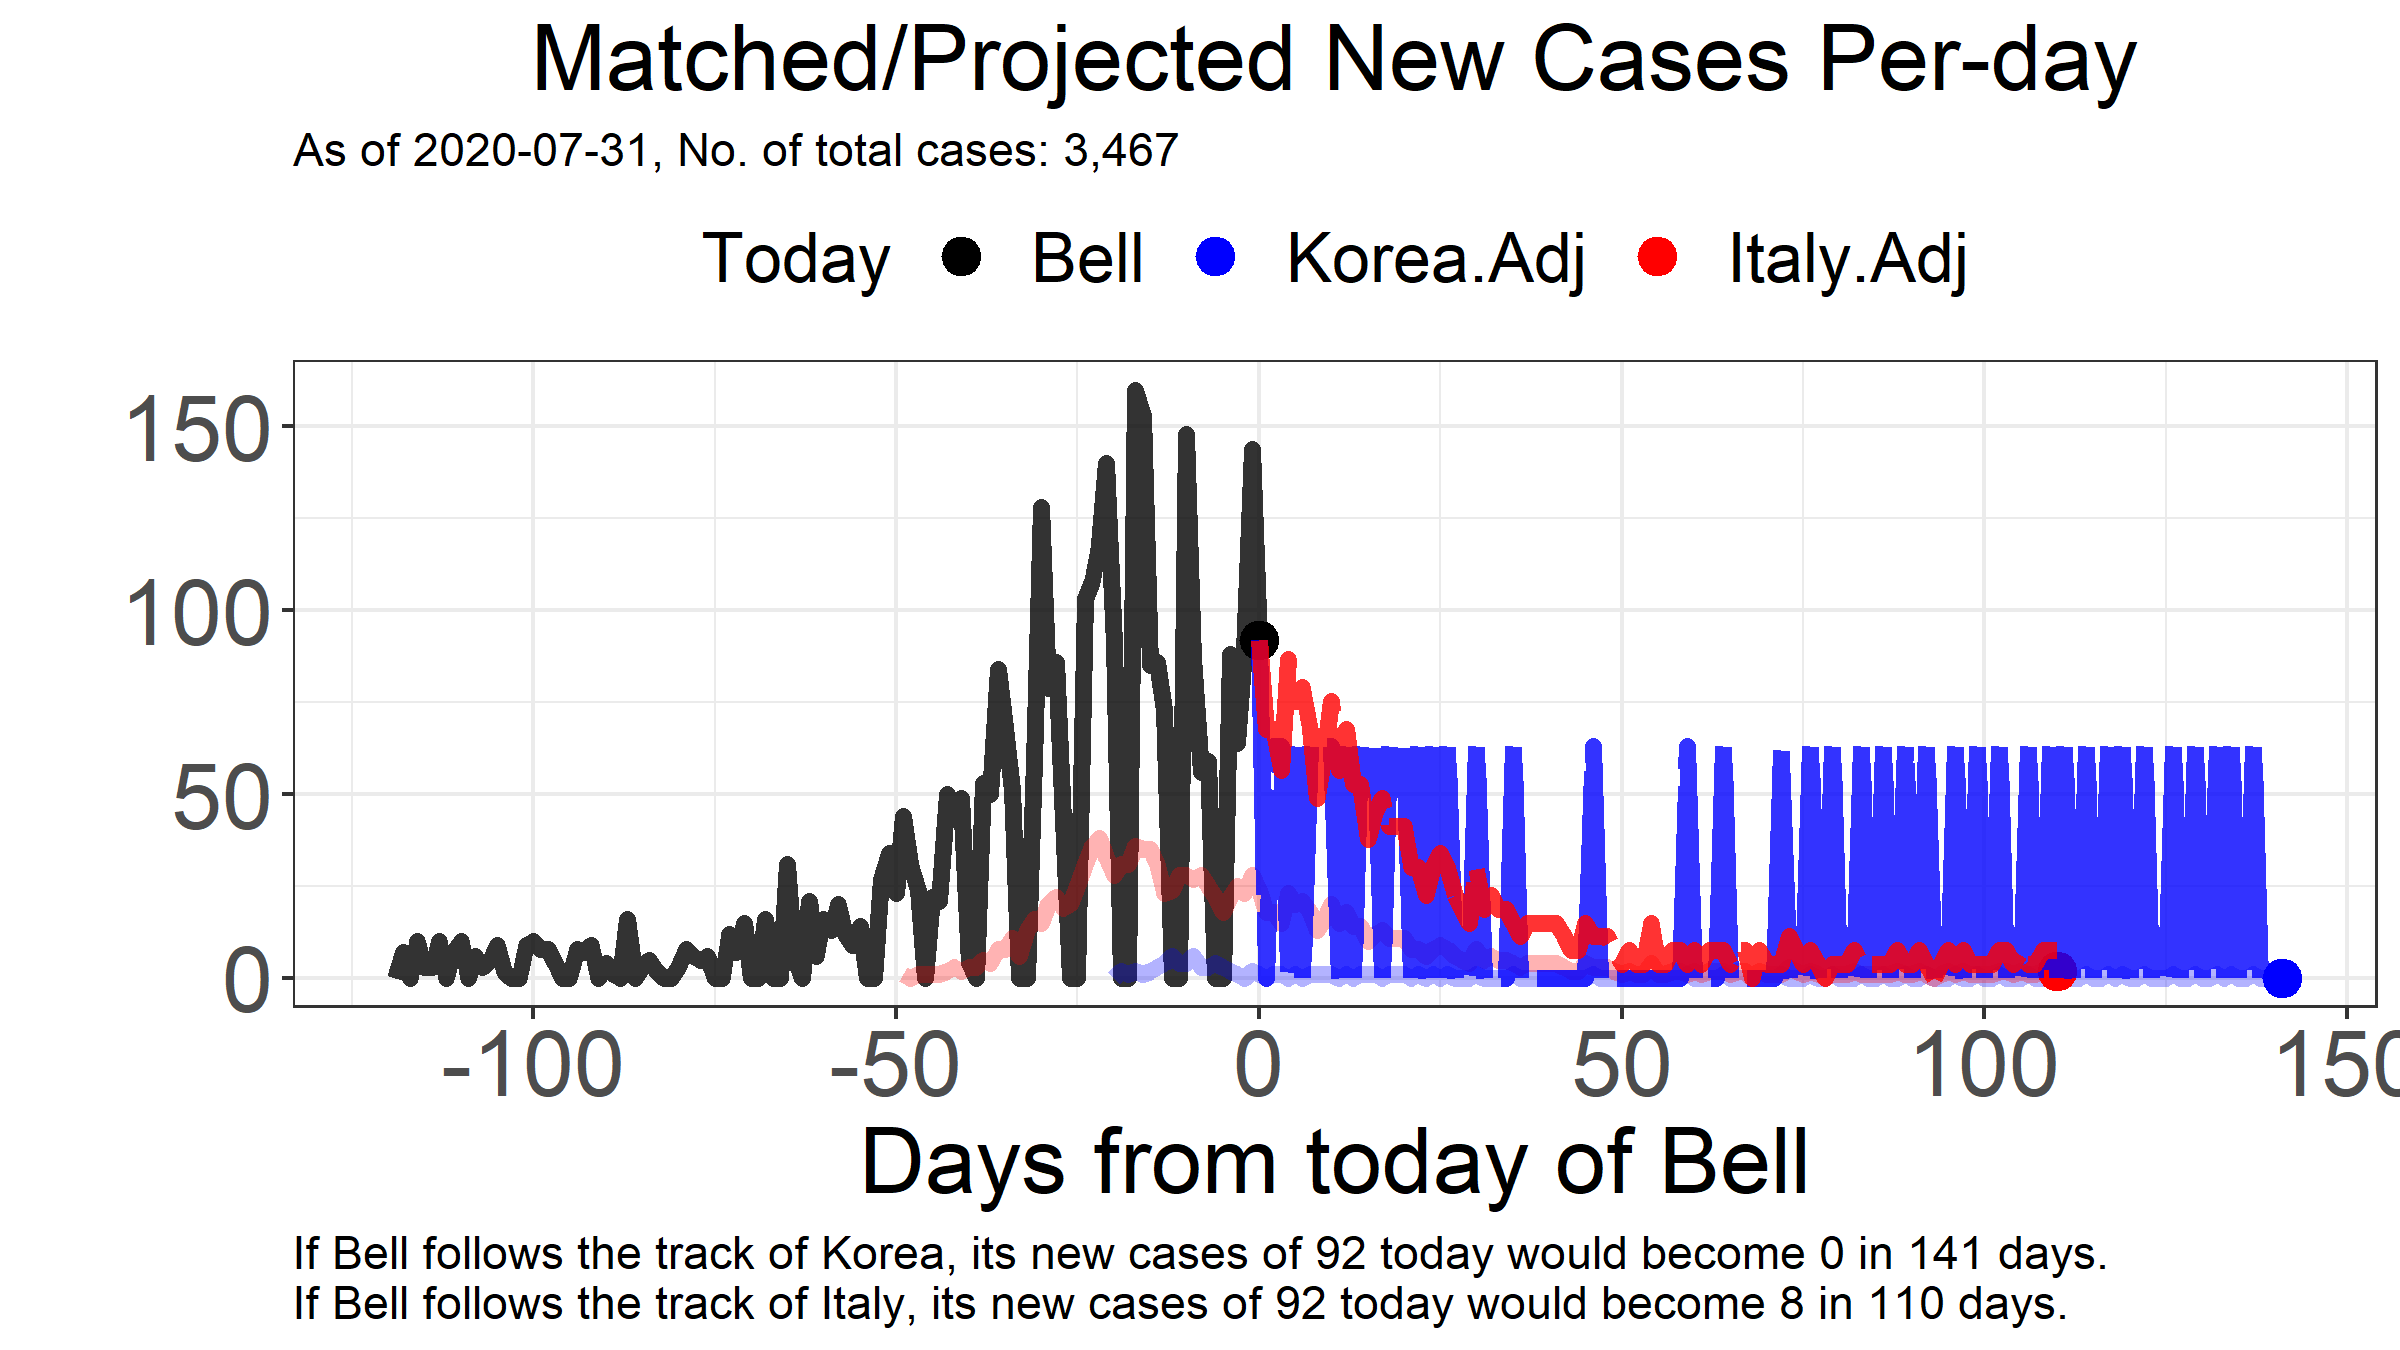 Matched/Projected New Cases Per-day
As of 2020-07-31, No. of total cases: 3,467
Today Bell Korea.Adj Italy.Adj
150
100
50
0
-100 -50 0 50 100 150
Days from today of Bell
If Bell follows the track of Korea, its new cases of 92 today would become 0 in 141 days.
If Bell follows the track of Italy, its new cases of 92 today would become 8 in 110 days.